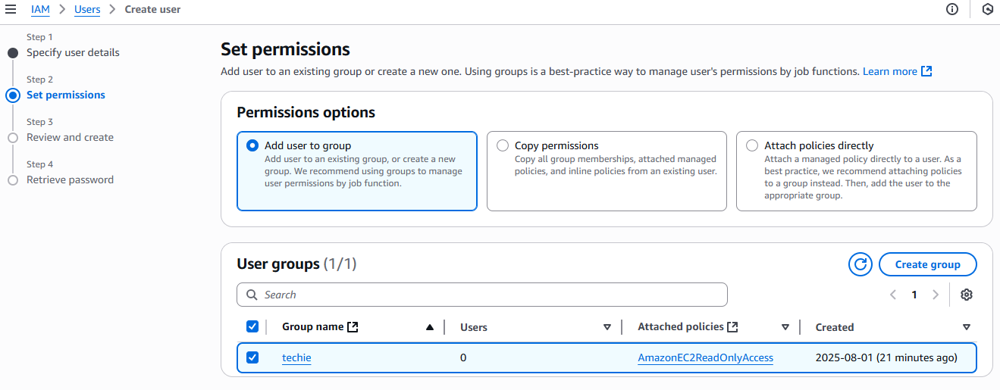 IAM > Users > Create user
Step 1
Specify user details
Step 2
Set permissions
Step 3
Review and create
Step 4
Retrieve password
Set permissions
Add user to an existing group or create a new one. Using groups is a best-practice way to manage user's permissions by job functions. Learn more
Permissions options
Add user to group
Add user to an existing group, or create a new
group. We recommend using groups to manage
user permissions by job function.
Copy permissions
Copy all group memberships, attached managed
policies, and inline policies from an existing user.
Attach policies directly
Attach a managed policy directly to a user. As a
best practice, we recommend attaching policies
to a group instead. Then, add the user to the
appropriate group.
User groups (1/1)
Create group
Search
1
Group name Users Attached policies Created
techie 0 AmazonEC2ReadOnlyAccess 2025-08-01 (21 minutes ago)